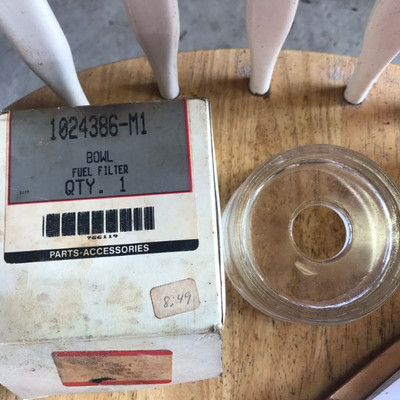 1024386-M1
BOWL
FUEL FILTER
QTY. 1
766119
PARTS-ACCESSORIES
8.49